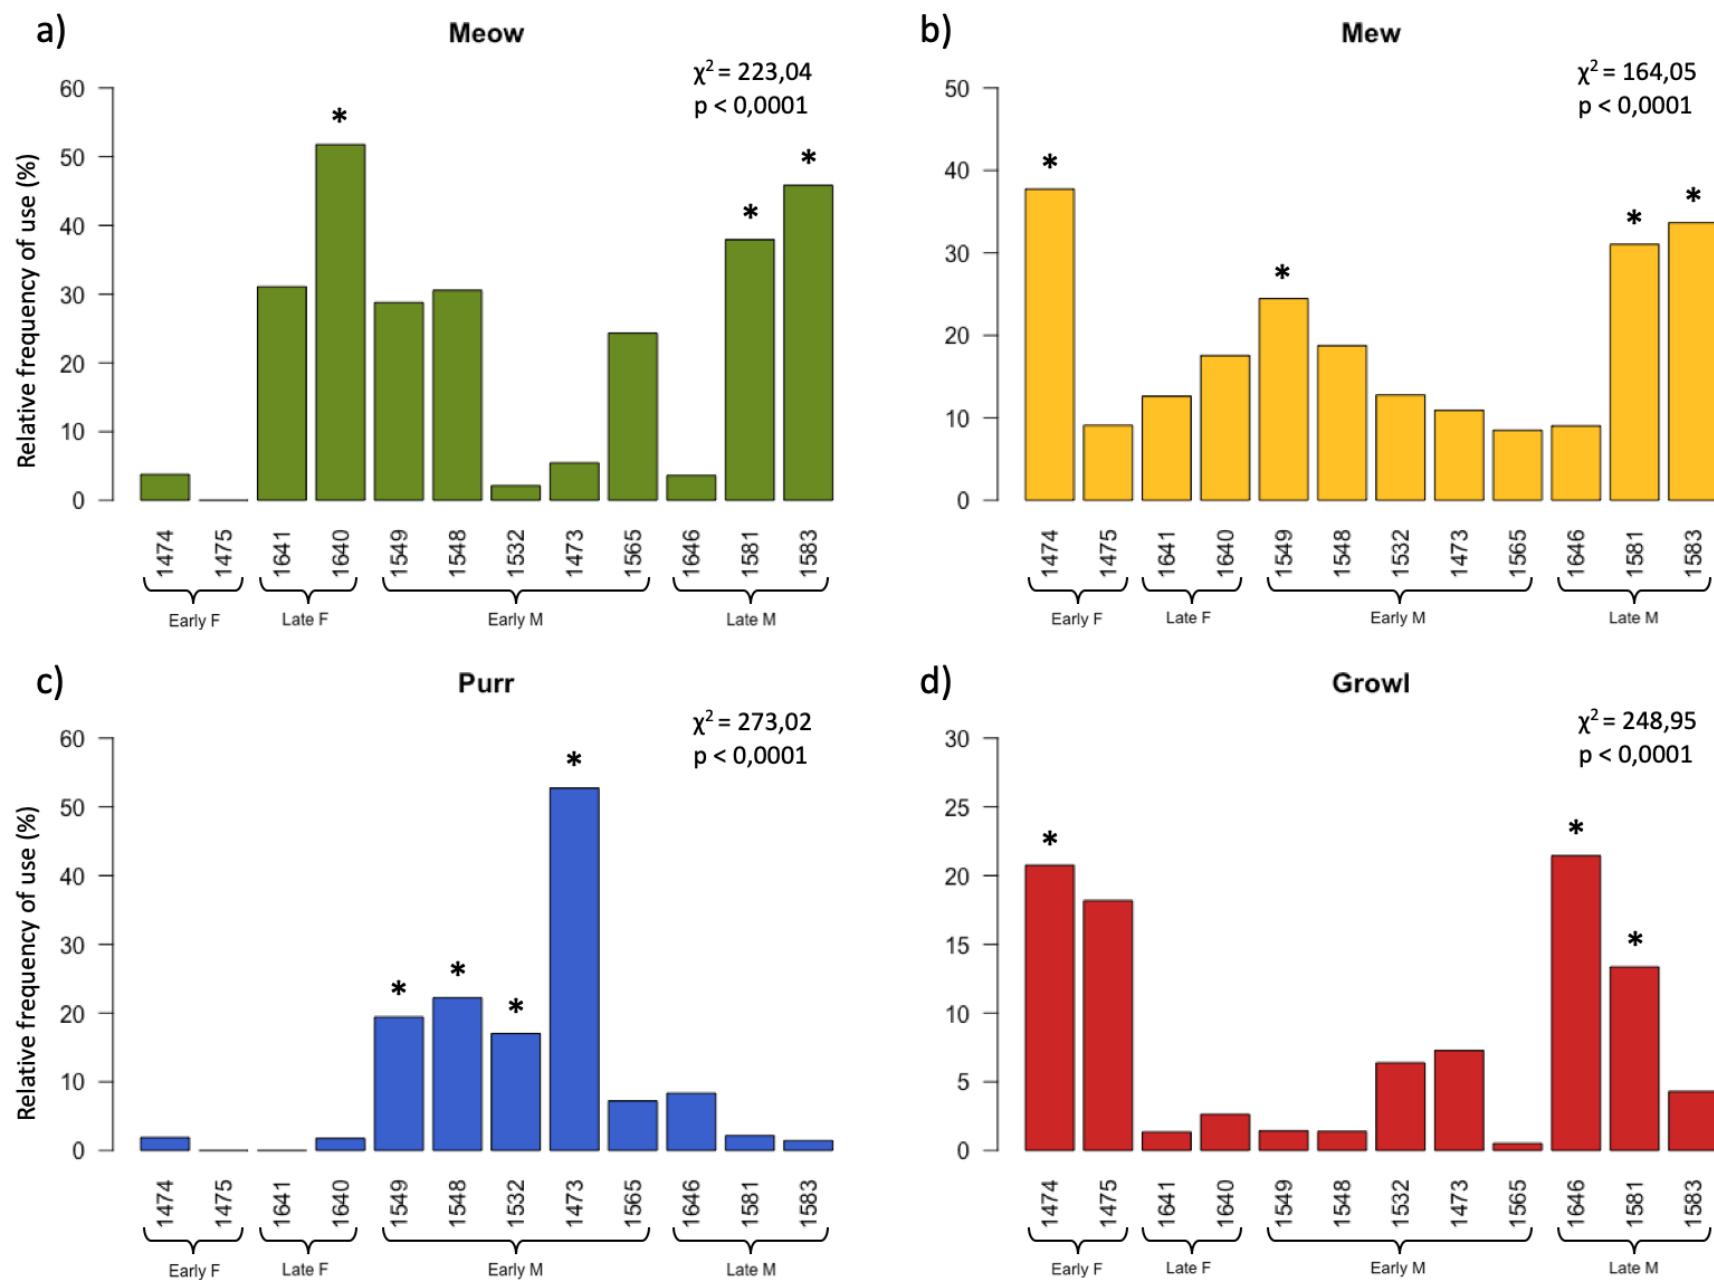 a)
Meow
χ² = 223,04
p < 0,0001
Relative frequency of use (%)
60
50
40
30
20
10
0
*
*
*
1474 1475 1641 1640 1549 1548 1532 1473 1565 1646 1581 1583
Early F Late F Early M Late M
b)
Mew
χ² = 164,05
p < 0,0001
50
40
30
20
10
0
*
*
*
*
1474 1475 1641 1640 1549 1548 1532 1473 1565 1646 1581 1583
Early F Late F Early M Late M
c)
Purr
χ² = 273,02
p < 0,0001
Relative frequency of use (%)
60
50
40
30
20
10
0
*
*
*
*
1474 1475 1641 1640 1549 1548 1532 1473 1565 1646 1581 1583
Early F Late F Early M Late M
d)
Growl
χ² = 248,95
p < 0,0001
30
25
20
15
10
5
0
*
*
*
1474 1475 1641 1640 1549 1548 1532 1473 1565 1646 1581 1583
Early F Late F Early M Late M